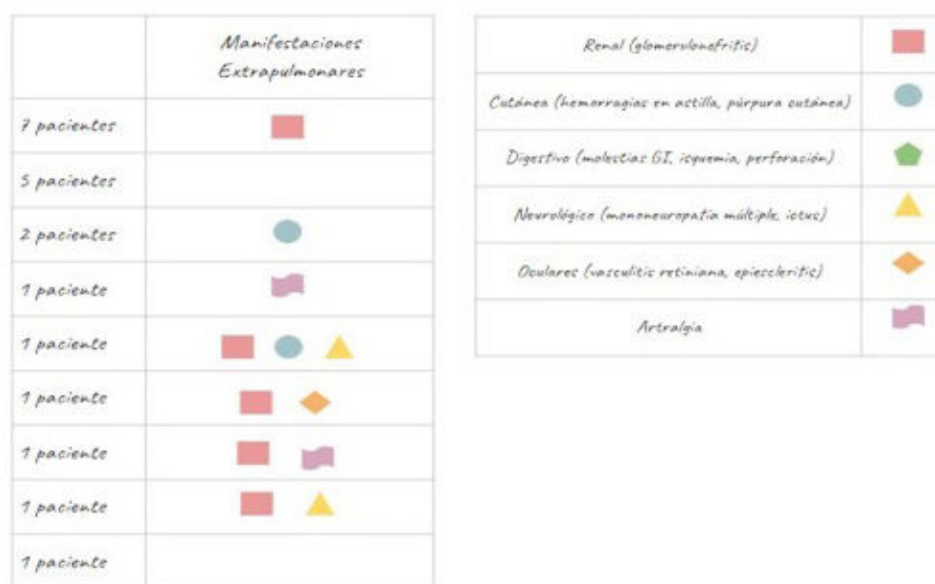 Manifestaciones
Extrapulmonares
7 pacientes
5 pacientes
2 pacientes
1 paciente
1 paciente
1 paciente
1 paciente
1 paciente
1 paciente
Renal (glomerulonefritis)
Cutánea (hemorragias en astilla, púrpura cutánea)
Digestivo (molestias GI, isquemia, perforación)
Neurológico (mononeuropatía múltiple, ictus)
Oculares (vasculitis retiniana, epiescleritis)
Artralgia